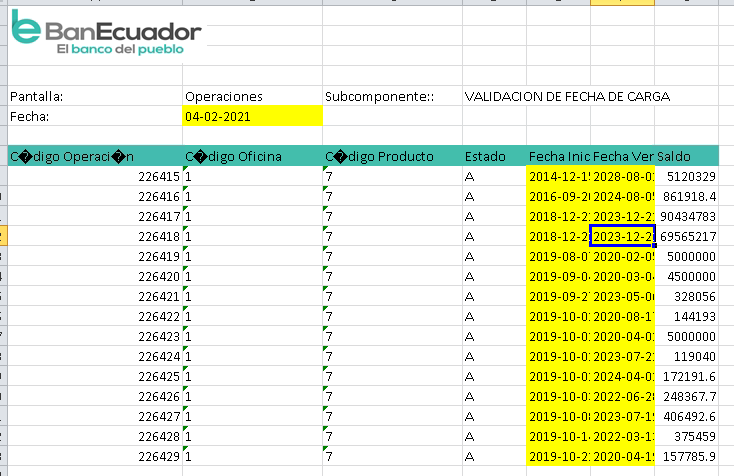 BanEcuador
El banco del pueblo
Pantalla: Operaciones Subcomponente:: VALIDACION DE FECHA DE CARGA
Fecha: 04-02-2021
C�digo Operaci�n C�digo Oficina C�digo Producto Estado Fecha Inic Fecha Ver Saldo
226415 1 7 A 2014-12-1 2028-08-0 5120329
226416 1 7 A 2016-09-2 2024-08-0 861918.4
226417 1 7 A 2018-12-2 2023-12-2 90434783
226418 1 7 A 2018-12-2 2023-12-2 69565217
226419 1 7 A 2019-08-0 2020-02-0 5000000
226420 1 7 A 2019-09-0 2020-03-0 4500000
226421 1 7 A 2019-09-2 2023-05-0 328056
226422 1 7 A 2019-10-0 2020-08-1 144193
226423 1 7 A 2019-10-0 2020-04-0 5000000
226424 1 7 A 2019-10-0 2023-07-2 119040
226425 1 7 A 2019-10-0 2024-04-0 172191.6
226426 1 7 A 2019-10-0 2022-06-2 248367.7
226427 1 7 A 2019-10-0 2023-07-1 406492.6
226428 1 7 A 2019-10-1 2022-03-1 375459
226429 1 7 A 2019-10-2 2020-04-1 157785.9